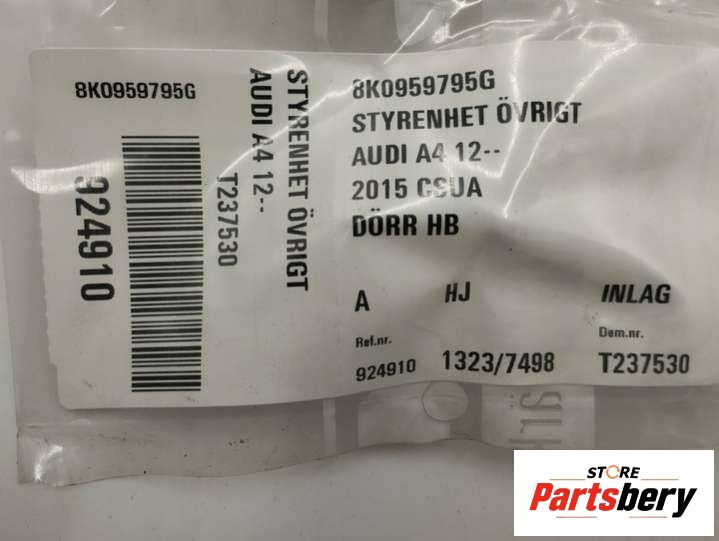 8K0959795G
924910
T237530
AUDI A4 12--
STYRENHET ÖVRIGT
8K0959795G
STYRENHET ÖVRIGT
AUDI A4 12--
2015 CSUA
DÖRR HB
A HJ INLAG
Ref.nr. Dem.nr.
924910 1323/7498 T237530
STORE
Partsbery